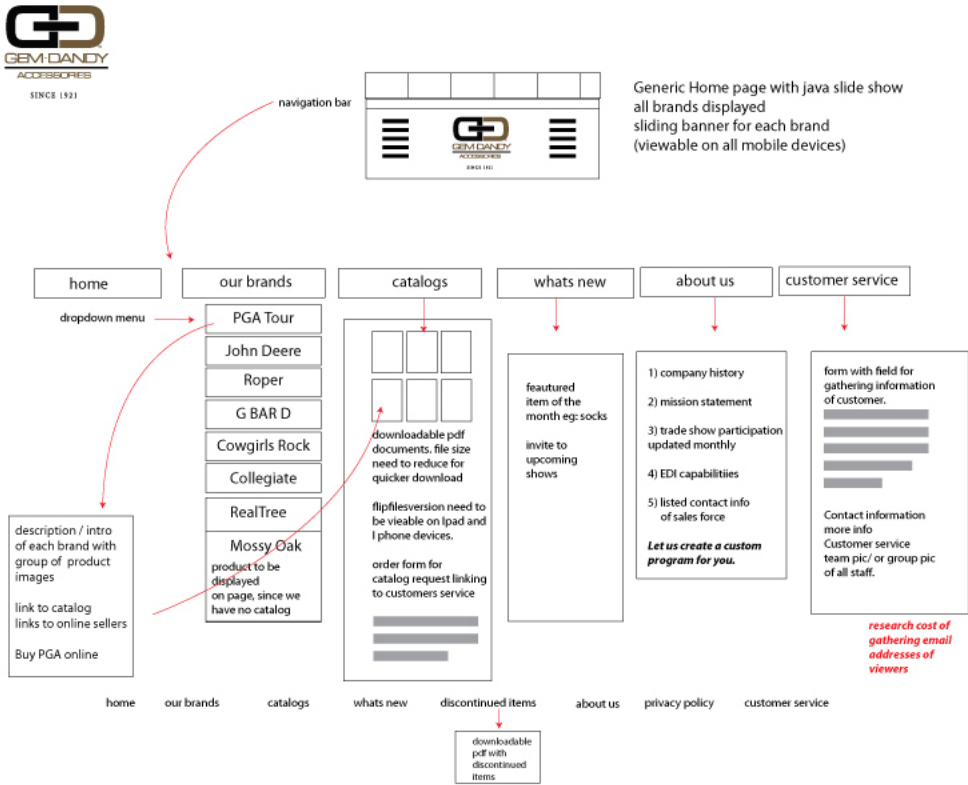 GEM-DANDY
ACCESSORIES
SINCE 1921
navigation bar
GEM DANDY
ACCESSORIES
SINCE 1921
Generic Home page with java slide show
all brands displayed
sliding banner for each brand
(viewable on all mobile devices)
home
our brands
catalogs
whats new
about us
customer service
dropdown menu
PGA Tour
John Deere
Roper
G BAR D
Cowgirls Rock
Collegiate
RealTree
Mossy Oak
product to be
displayed
on page, since we
have no catalog
description / intro
of each brand with
group of product
images
link to catalog
links to online sellers
Buy PGA online
downloadable pdf
documents. file size
need to reduce for
quicker download
flipfilesversion need to
be vieable on Ipad and
I phone devices.
order form for
catalog request linking
to customers service
feautured
item of the
month eg: socks
invite to
upcoming
shows
1) company history
2) mission statement
3) trade show participation
updated monthly
4) EDI capabilitiies
5) listed contact info
of sales force
Let us create a custom
program for you.
form with field for
gathering information
of customer.
Contact information
more info
Customer service
team pic/ or group pic
of all staff.
research cost of
gathering email
addresses of
viewers
home
our brands
catalogs
whats new
discontinued items
about us
privacy policy
customer service
downloadable
pdf with
discontinued
items